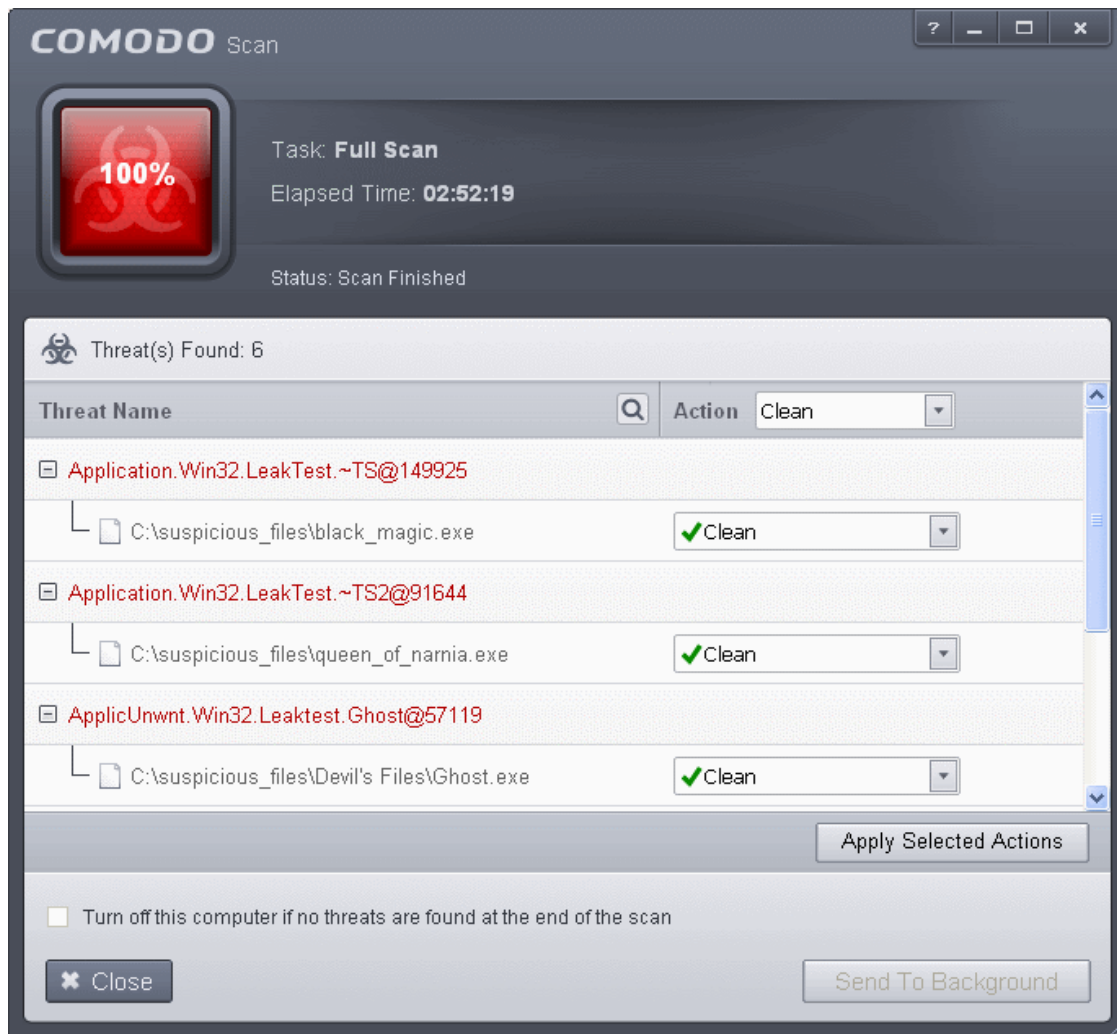 COMODO Scan
?
100%
Task: Full Scan
Elapsed Time: 02:52:19
Status: Scan Finished
Threat(s) Found: 6
Threat Name Action Clean
Application.Win32.LeakTest.~TS@149925
C:\suspicious_files\black_magic.exe Clean
Application.Win32.LeakTest.~TS2@91644
C:\suspicious_files\queen_of_narnia.exe Clean
ApplicUnwnt.Win32.Leaktest.Ghost@57119
C:\suspicious_files\Devil's Files\Ghost.exe Clean
Apply Selected Actions
Turn off this computer if no threats are found at the end of the scan
Close Send To Background